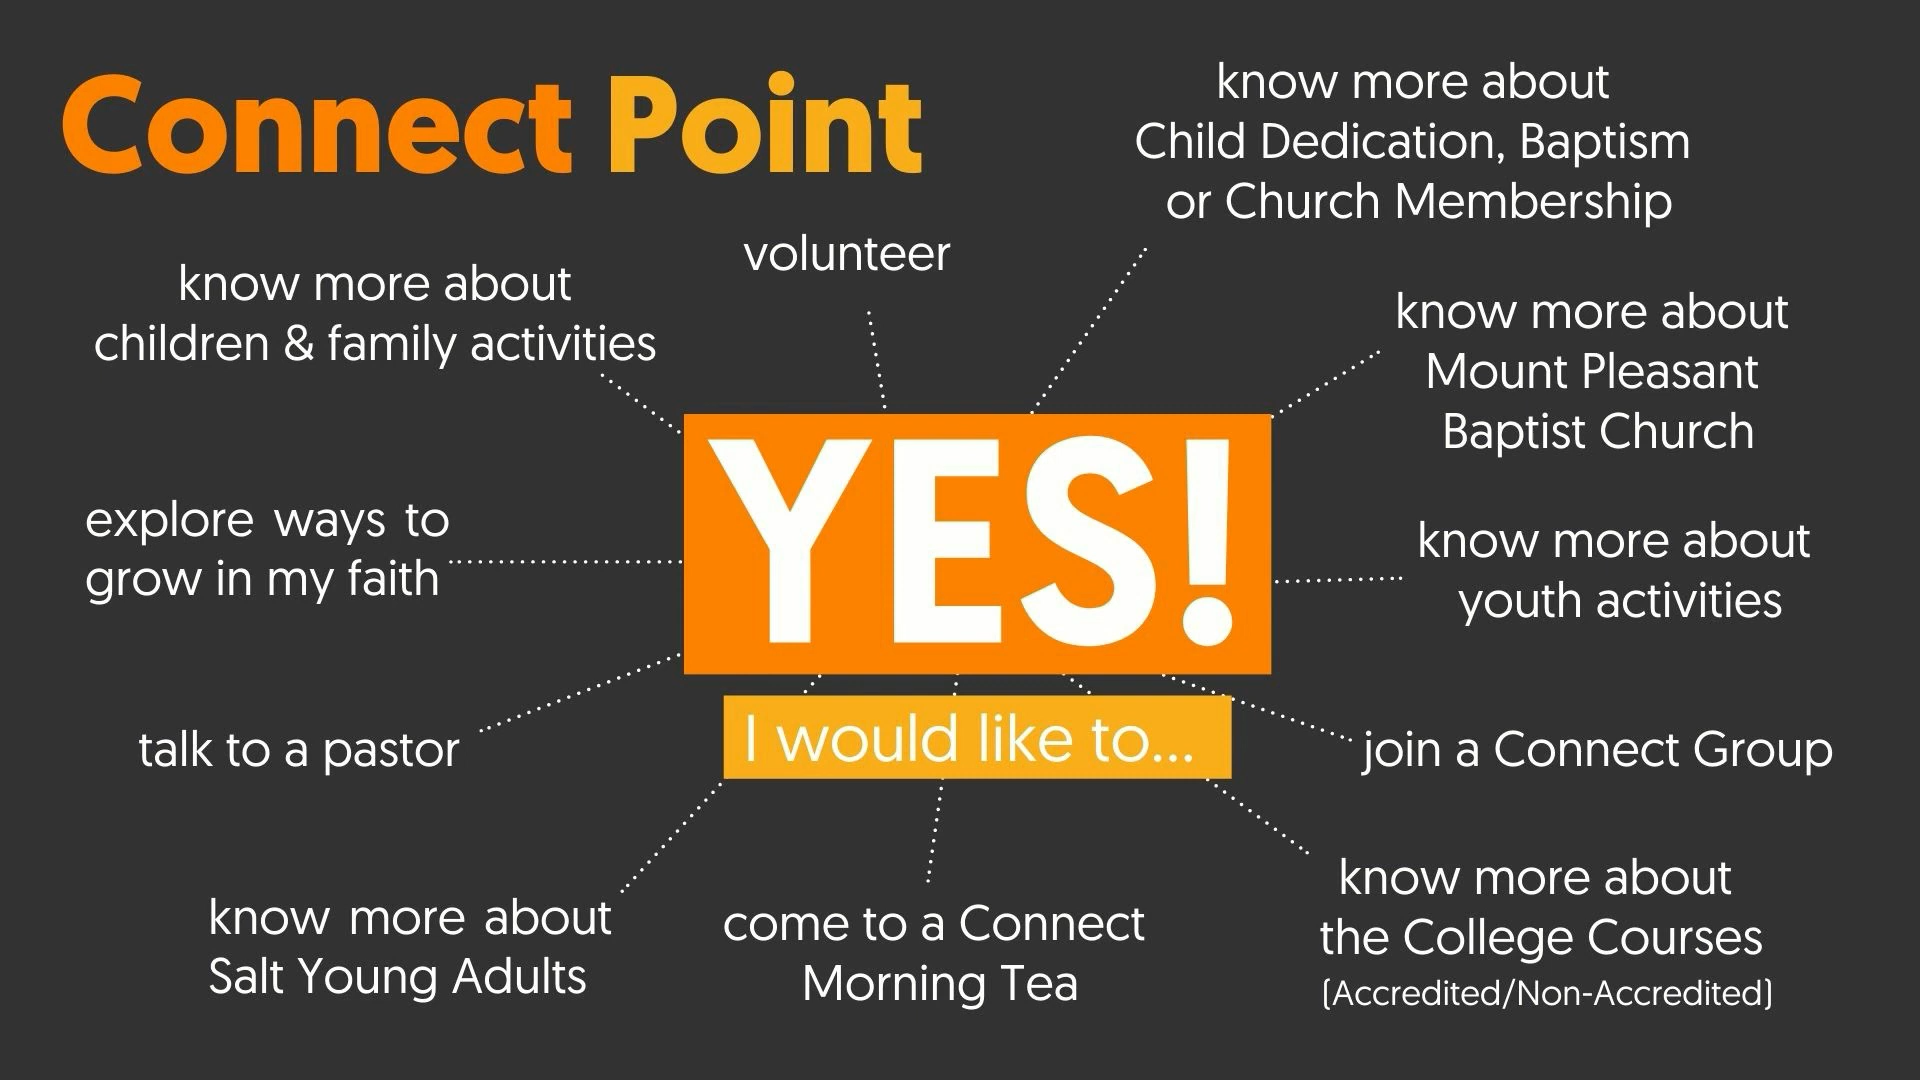 Connect Point
know more about
Child Dedication, Baptism
or Church Membership
volunteer
know more about
children & family activities
know more about
Mount Pleasant
Baptist Church
YES!
explore ways to
grow in my faith
know more about
youth activities
I would like to...
talk to a pastor
join a Connect Group
know more about
Salt Young Adults
come to a Connect
Morning Tea
know more about
the College Courses
(Accredited/Non-Accredited)